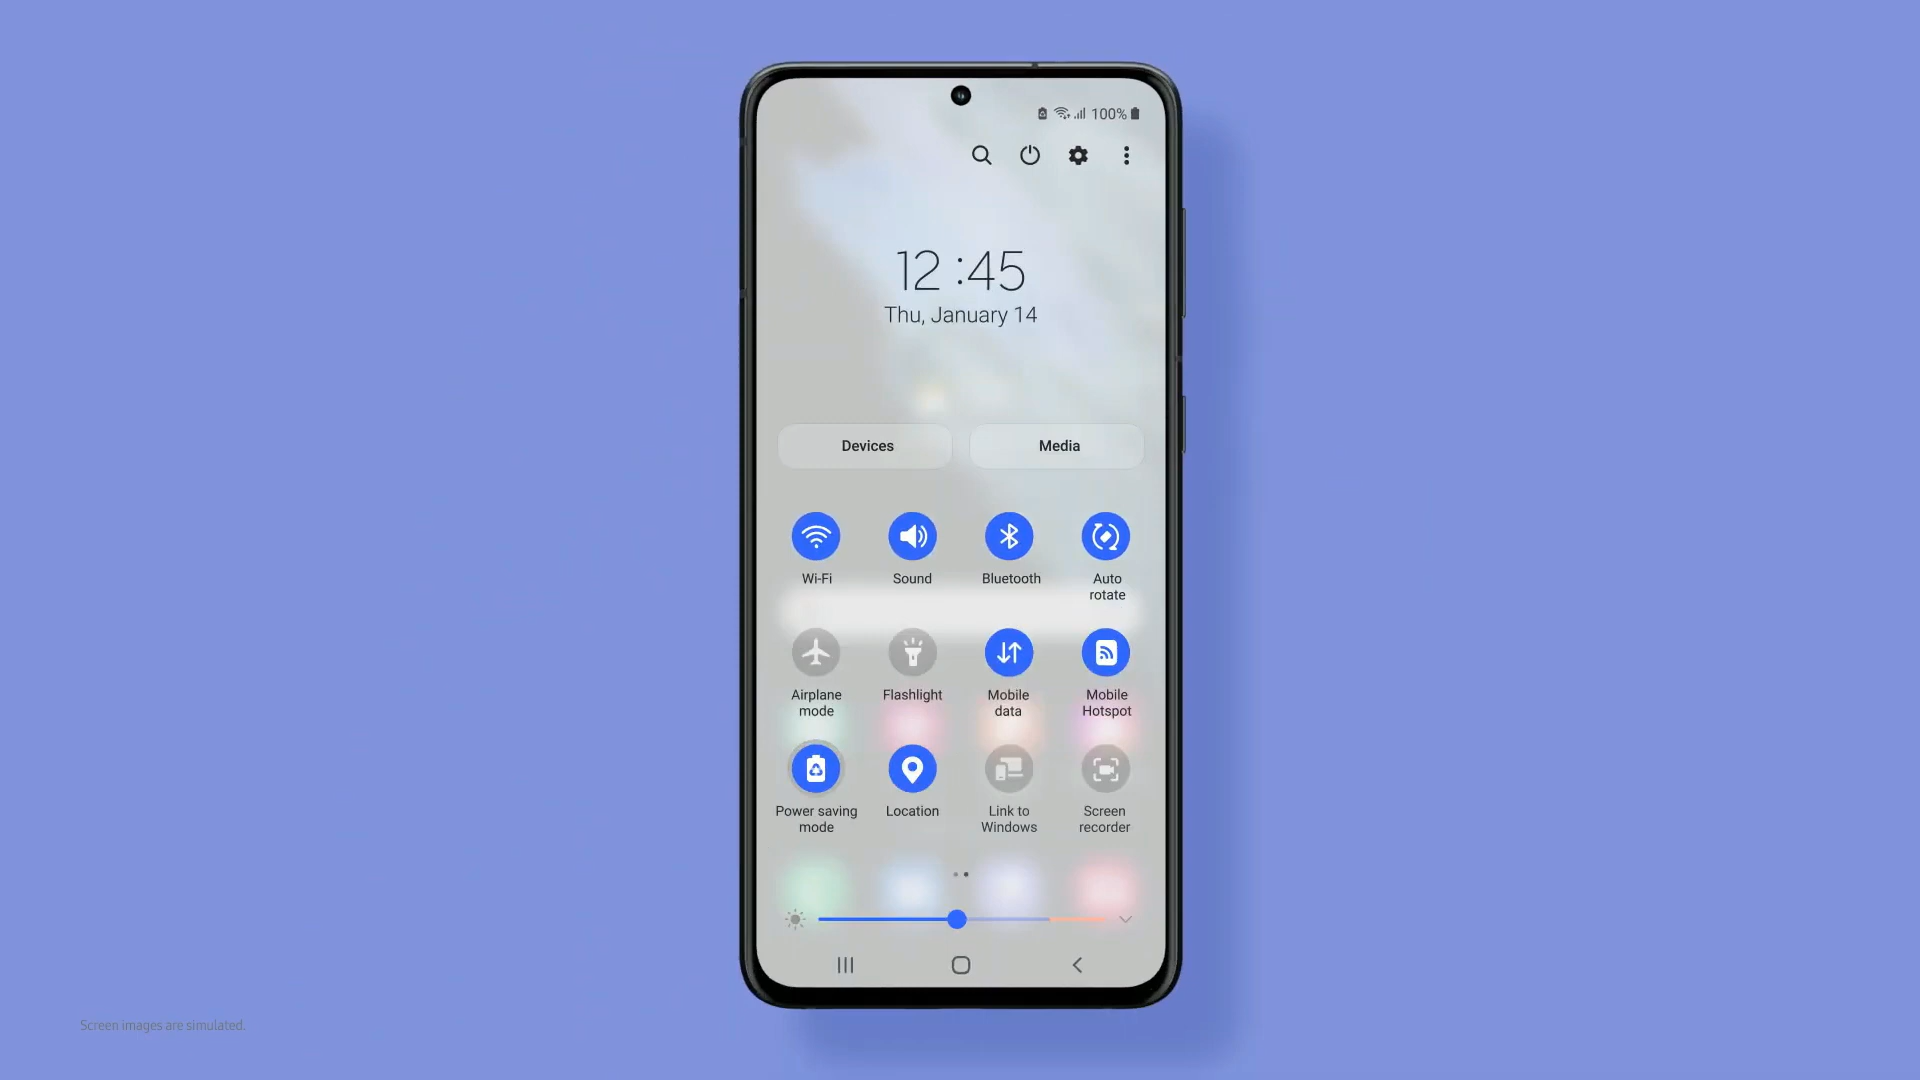 100%
12:45
Thu, January 14
Devices
Media
Wi-Fi
Sound
Bluetooth
Auto
rotate
Airplane
mode
Flashlight
Mobile
data
Mobile
Hotspot
Power saving
mode
Location
Link to
Windows
Screen
recorder
Screen images are simulated.